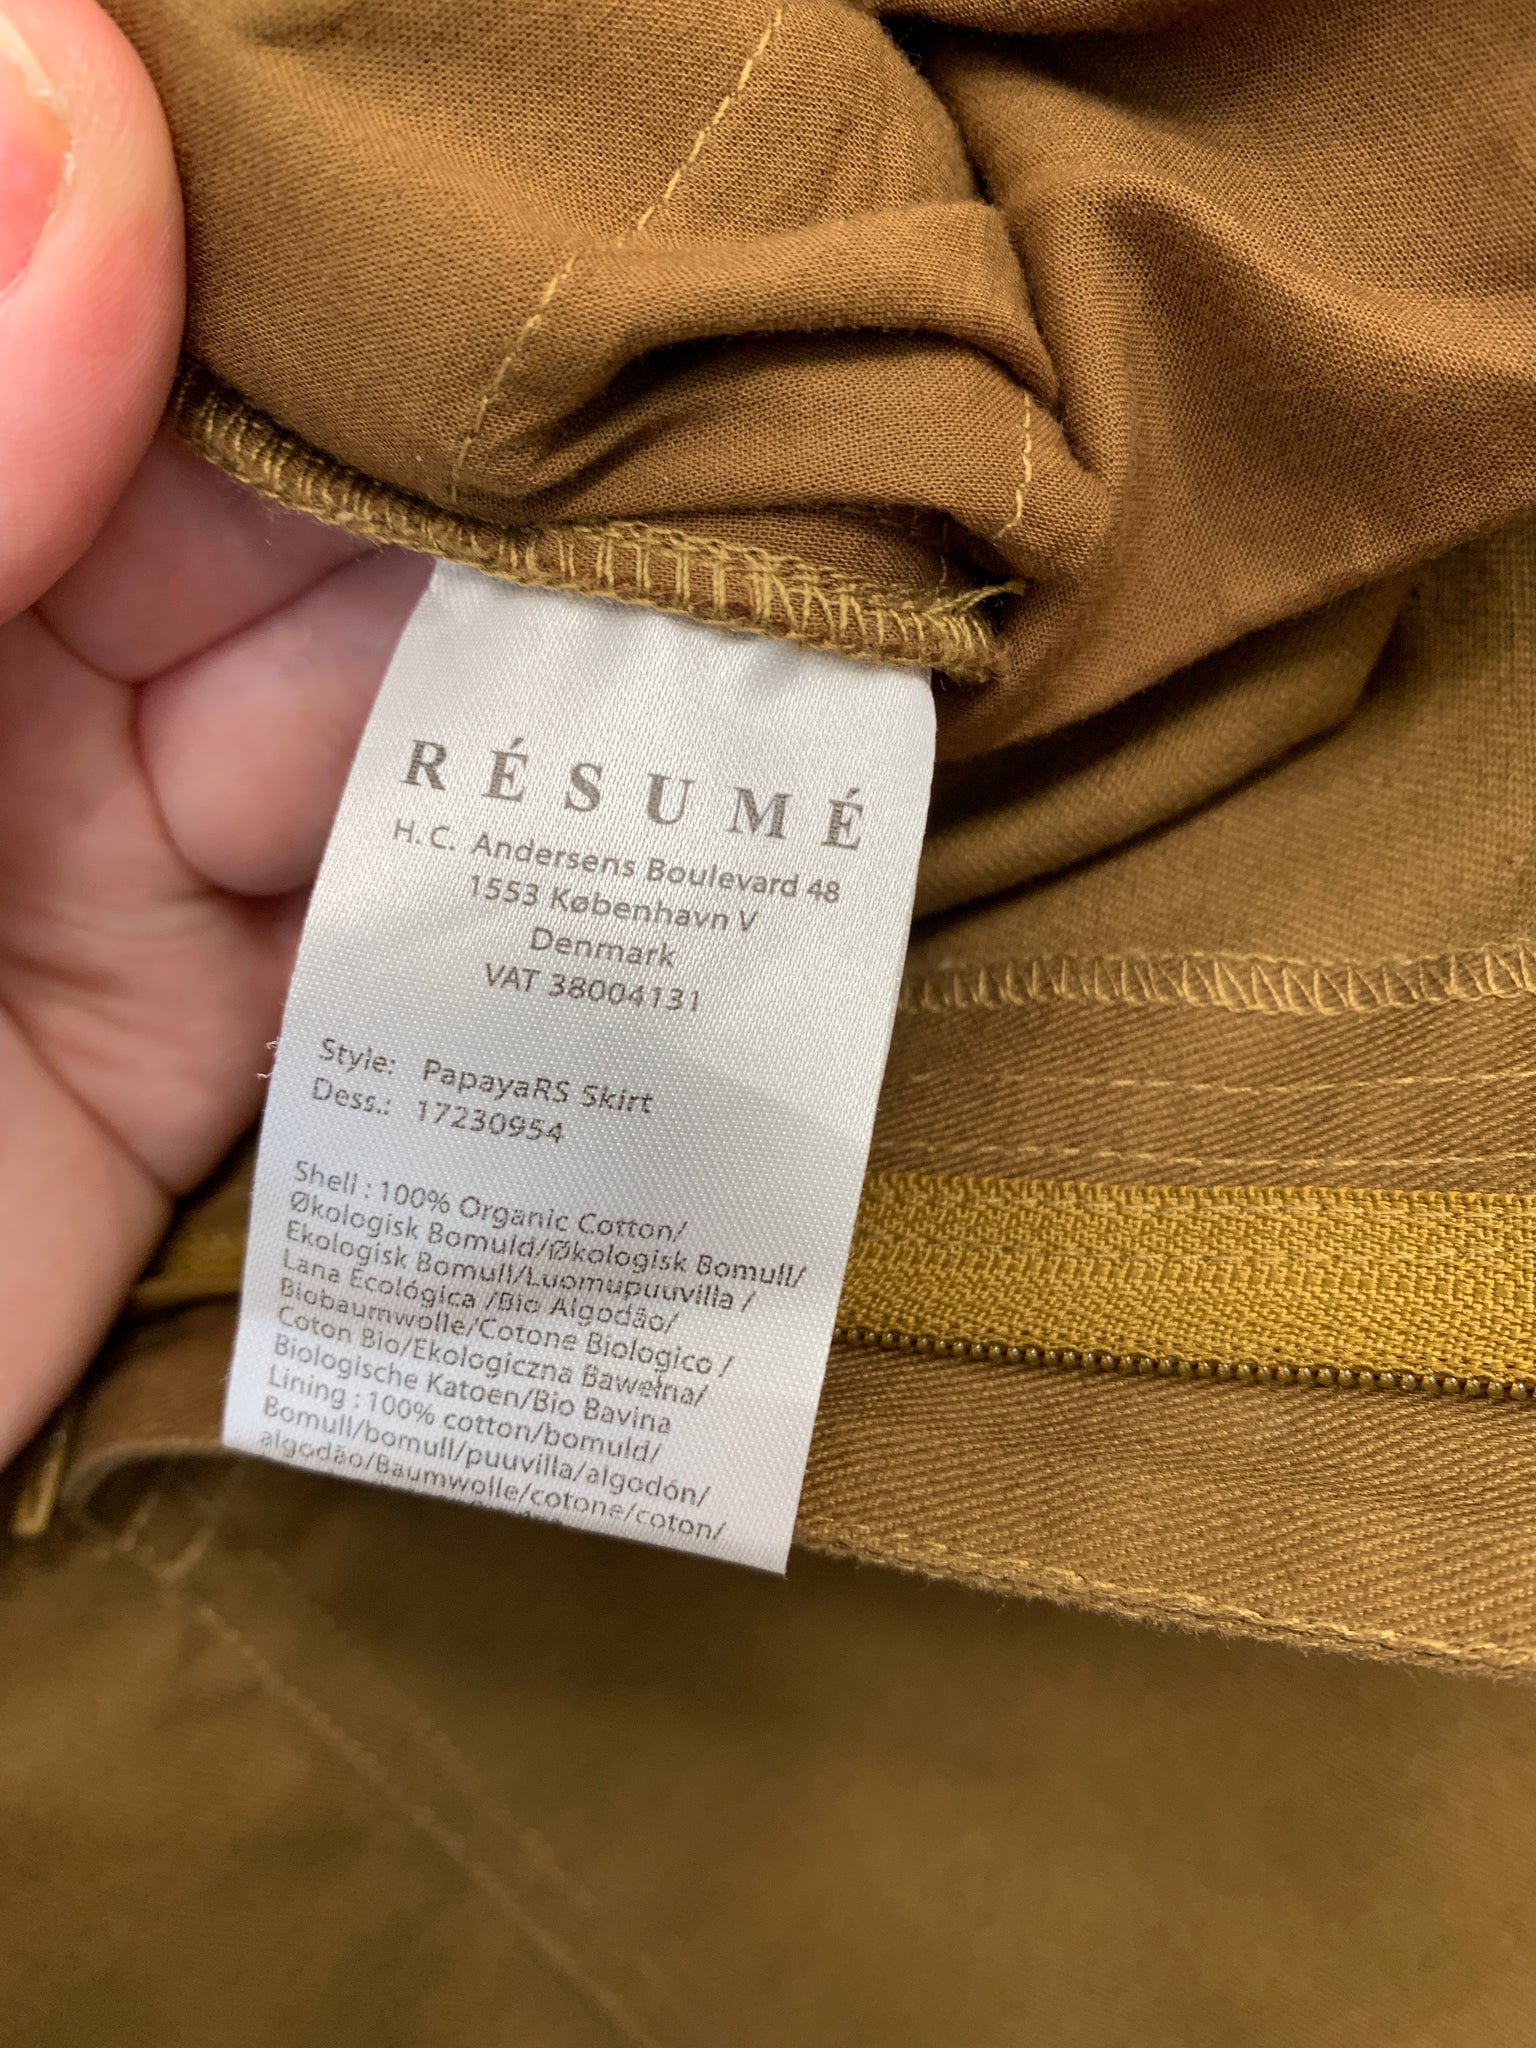 RÉSUMÉ
H.C. Andersens Boulevard 48
1553 København V
Denmark
VAT 38004131
Style: PapayaRS Skirt
Dess.: 17230954
Shell : 100% Organic Cotton/
Økologisk Bomuld/Økologisk Bomull/
Ekologisk Bomull/Luomupuuvilla /
Lana Ecológica /Bio Algodão/
Biobaumwolle/Cotone Biologico /
Coton Bio/Ekologiczna Bawełna/
Biologische Katoen/Bio Bavina
Lining : 100% cotton/bomuld/
Bomull/bomull/puuvilla/algodón/
algodão/Baumwolle/cotone/coton/